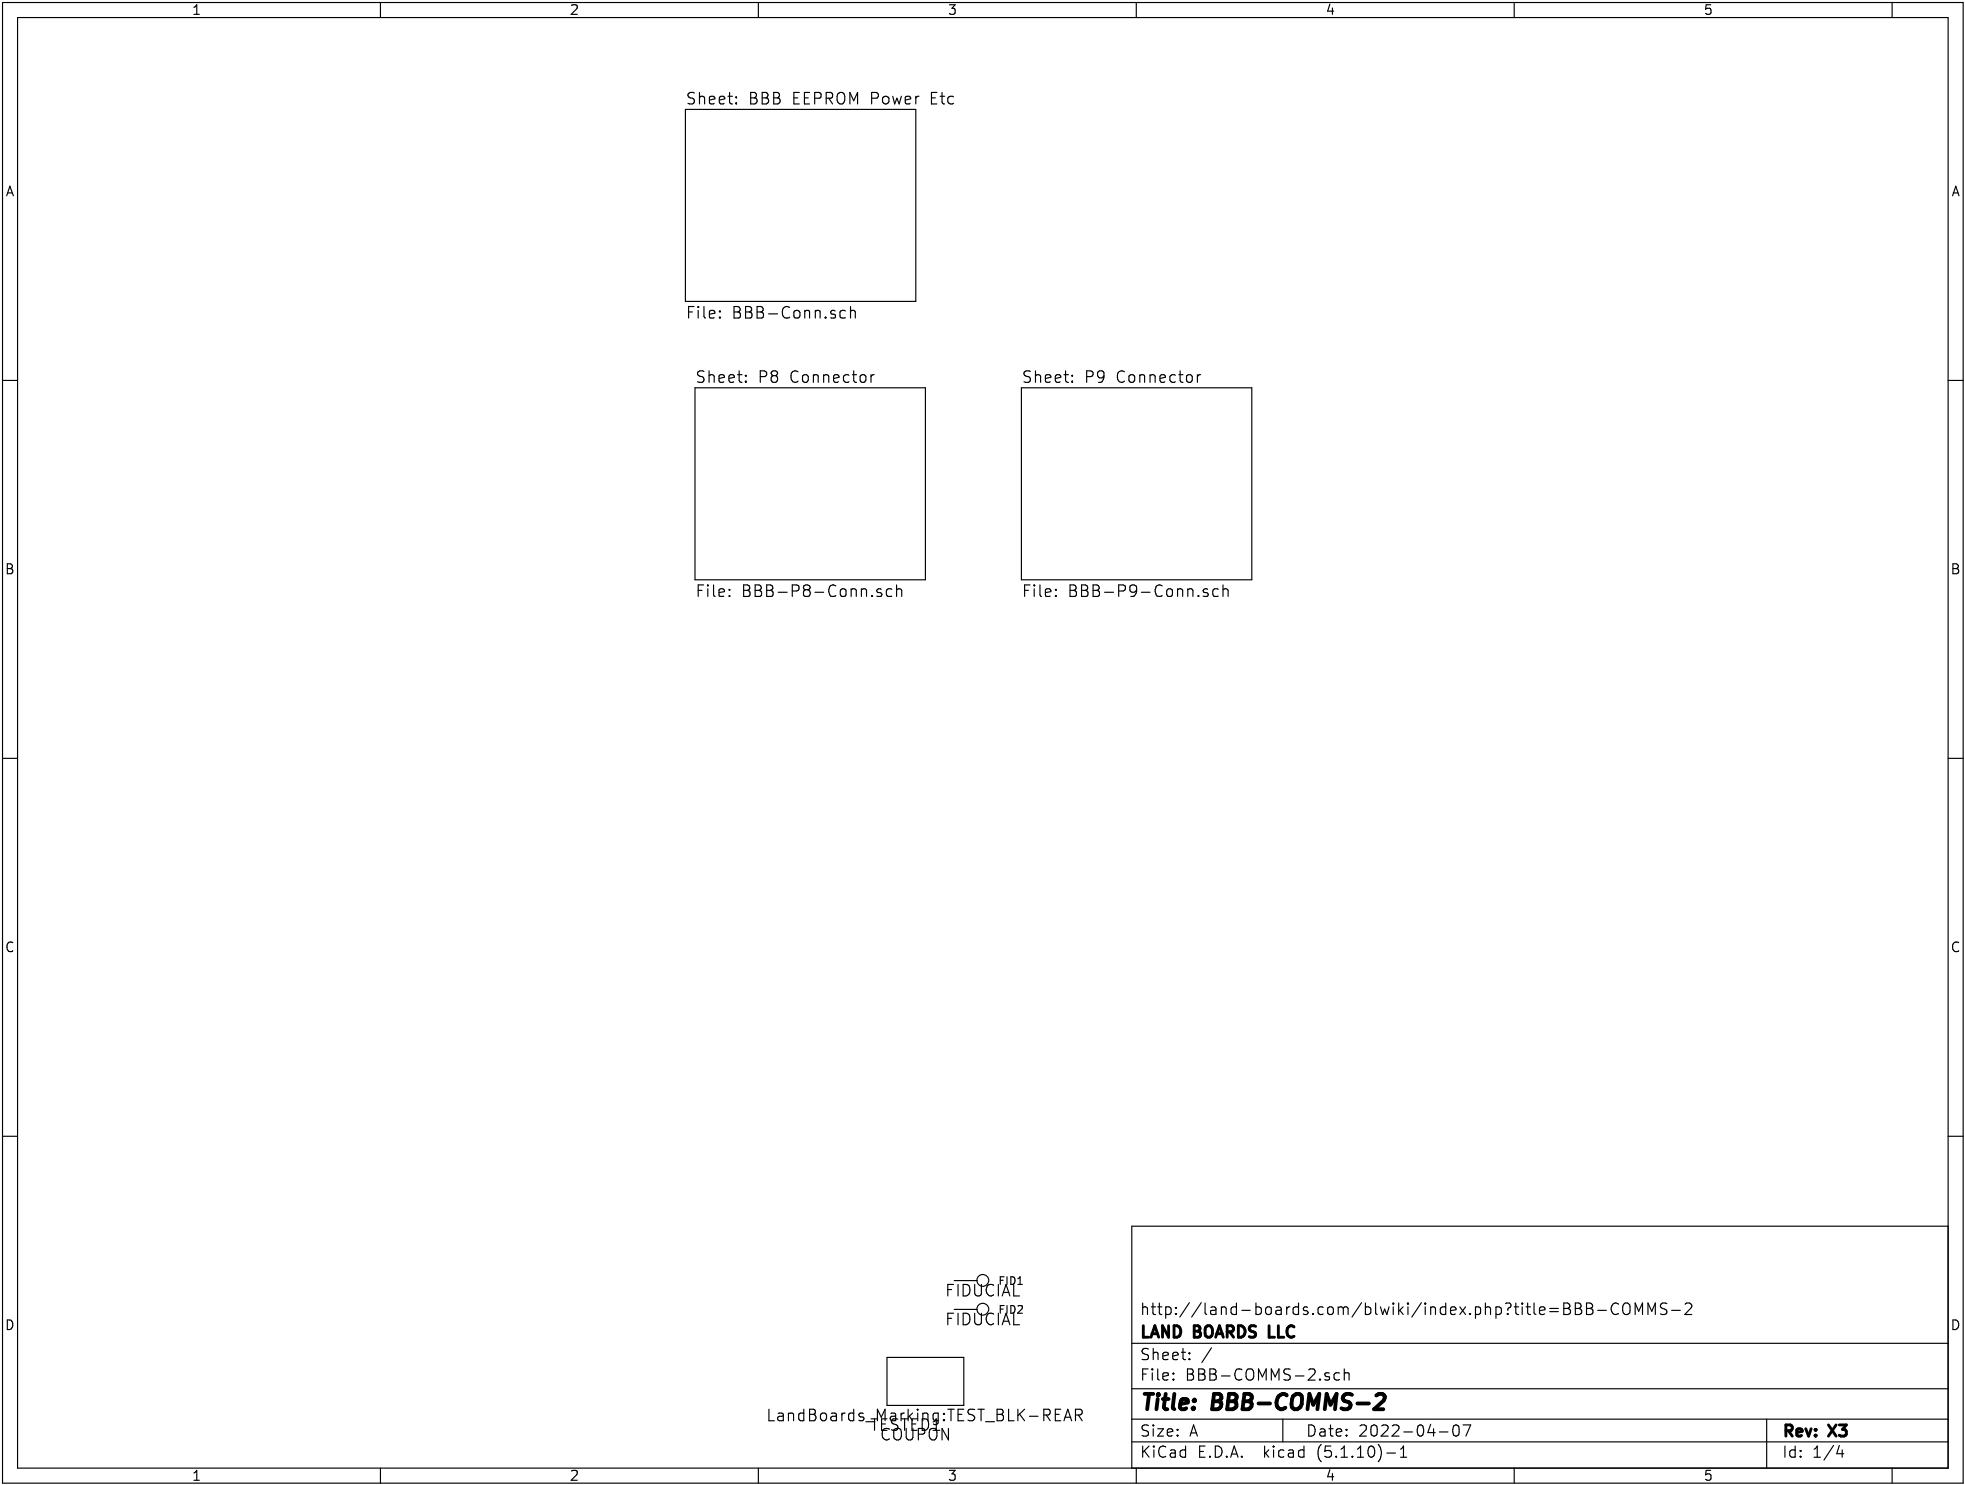 1 2 3 4 5
Sheet: BBB EEPROM Power Etc
A A
File: BBB-Conn.sch
Sheet: P8 Connector
Sheet: P9 Connector
B B
File: BBB-P8-Conn.sch
File: BBB-P9-Conn.sch
C C
FID1
FIDUCIAL
FID2
FIDUCIAL
LandBoards_Marking:TEST_BLK-REAR
TESTED1
COUPON
http://land-boards.com/blwiki/index.php?title=BBB-COMMS-2
LAND BOARDS LLC
D D
Sheet: /
File: BBB-COMMS-2.sch
Title: BBB-COMMS-2
Size: A Date: 2022-04-07 Rev: X3
KiCad E.D.A. kicad (5.1.10)-1 Id: 1/4
1 2 3 4 5